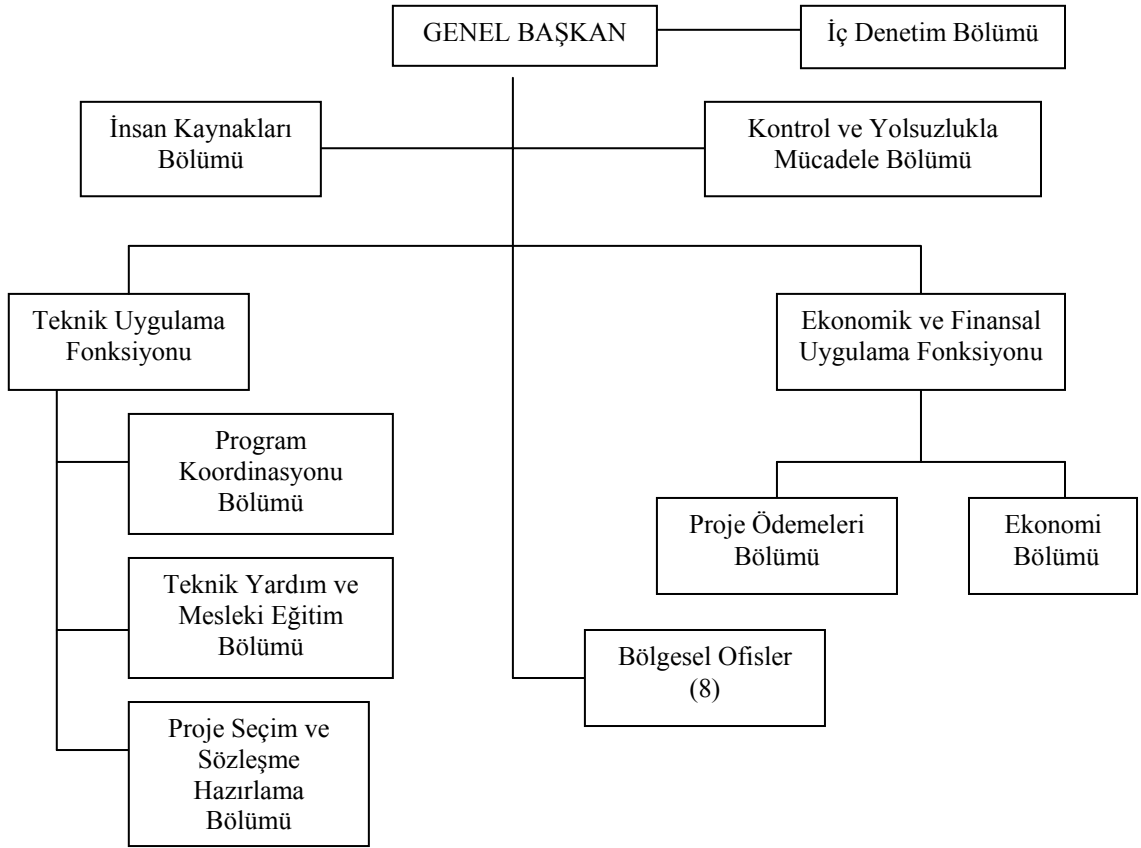 GENEL BAŞKAN
İç Denetim Bölümü
İnsan Kaynakları
Bölümü
Kontrol ve Yolsuzlukla
Mücadele Bölümü
Teknik Uygulama
Fonksiyonu
Ekonomik ve Finansal
Uygulama Fonksiyonu
Program
Koordinasyonu
Bölümü
Proje Ödemeleri
Bölümü
Ekonomi
Bölümü
Teknik Yardım ve
Mesleki Eğitim
Bölümü
Bölgesel Ofisler
(8)
Proje Seçim ve
Sözleşme
Hazırlama
Bölümü